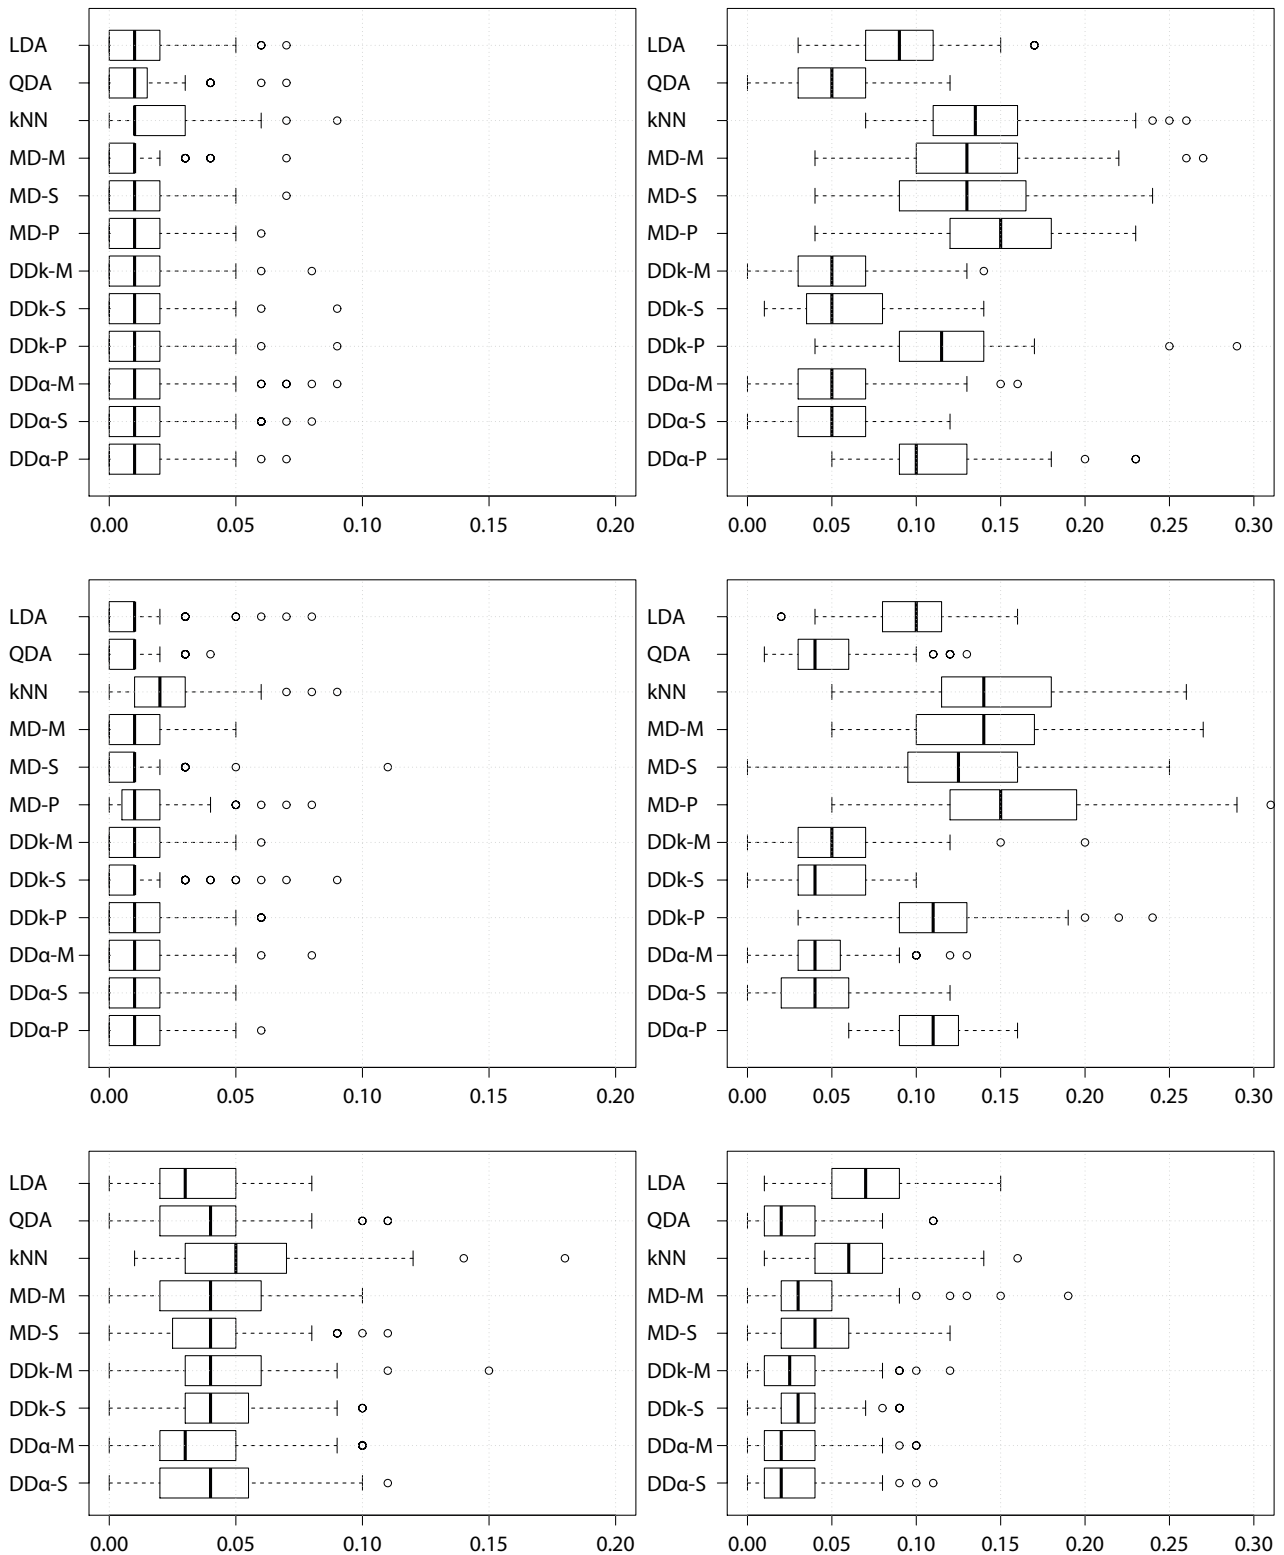 LDA
QDA
kNN
MD-M
MD-S
MD-P
DDk-M
DDk-S
DDk-P
DDα-M
DDα-S
DDα-P
0.00 0.05 0.10 0.15 0.20
LDA
QDA
kNN
MD-M
MD-S
MD-P
DDk-M
DDk-S
DDk-P
DDα-M
DDα-S
DDα-P
0.00 0.05 0.10 0.15 0.20 0.25 0.30
LDA
QDA
kNN
MD-M
MD-S
MD-P
DDk-M
DDk-S
DDk-P
DDα-M
DDα-S
DDα-P
0.00 0.05 0.10 0.15 0.20
LDA
QDA
kNN
MD-M
MD-S
MD-P
DDk-M
DDk-S
DDk-P
DDα-M
DDα-S
DDα-P
0.00 0.05 0.10 0.15 0.20 0.25 0.30
LDA
QDA
kNN
MD-M
MD-S
DDk-M
DDk-S
DDα-M
DDα-S
0.00 0.05 0.10 0.15 0.20
LDA
QDA
kNN
MD-M
MD-S
DDk-M
DDk-S
DDα-M
DDα-S
0.00 0.05 0.10 0.15 0.20 0.25 0.30